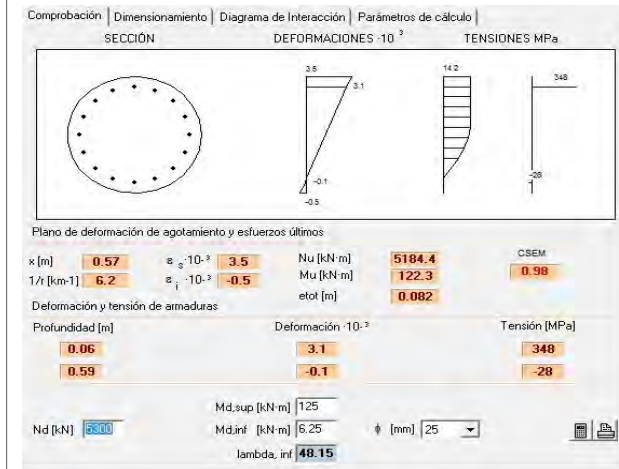 Comprobación Dimensionamiento Diagrama de Interacción Parámetros de cálculo
SECCIÓN DEFORMACIONES ·10 ³ TENSIONES MPa
3.5 14.2 348
3.1
-0.1 -28
-0.5
Plano de deformación de agotamiento y esfuerzos últimos
x [m] 0.57 ε s ·10-³ 3.5 Nu [kN·m] 5184.4 CSEM
1/r [km-1] 6.2 ε i ·10-³ -0.5 Mu [kN·m] 122.3 0.98
etot [m] 0.082
Deformación y tensión de armaduras
Profundidad [m] Deformación ·10-³ Tensión [MPa]
0.06 3.1 348
0.59 -0.1 -28
Md,sup [kN·m] 125
Nd [kN] 5300 Md,inf [kN·m] 6.25 ϕ [mm] 25
lambda, inf 48.15